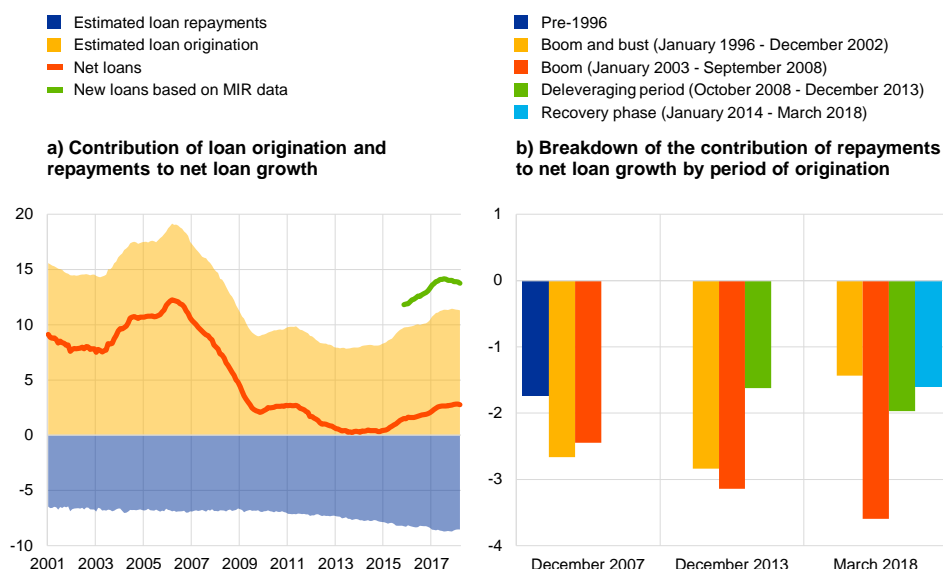 Estimated loan repayments
Estimated loan origination
Net loans
New loans based on MIR data
Pre-1996
Boom and bust (January 1996 - December 2002)
Boom (January 2003 - September 2008)
Deleveraging period (October 2008 - December 2013)
Recovery phase (January 2014 - March 2018)
a) Contribution of loan origination and
repayments to net loan growth
b) Breakdown of the contribution of repayments
to net loan growth by period of origination
20
15
10
5
0
-5
-10
2001 2003 2005 2007 2009 2011 2013 2015 2017
1
0
-1
-2
-3
-4
December 2007 December 2013 March 2018